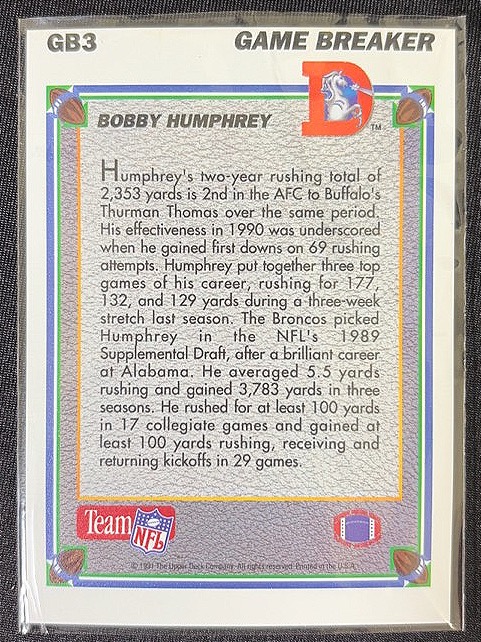 GB3 GAME BREAKER
D
TM
BOBBY HUMPHREY
Humphrey's two-year rushing total of
2,353 yards is 2nd in the AFC to Buffalo's
Thurman Thomas over the same period.
His effectiveness in 1990 was underscored
when he gained first downs on 69 rushing
attempts. Humphrey put together three top
games of his career, rushing for 177,
132, and 129 yards during a three-week
stretch last season. The Broncos picked
Humphrey in the NFL's 1989
Supplemental Draft, after a brilliant career
at Alabama. He averaged 5.5 yards
rushing and gained 3,783 yards in three
seasons. He rushed for at least 100 yards
in 17 collegiate games and gained at
least 100 yards rushing, receiving and
returning kickoffs in 29 games.
Team NFL
© 1991 The Upper Deck Company. All rights reserved. Printed in the U.S.A.